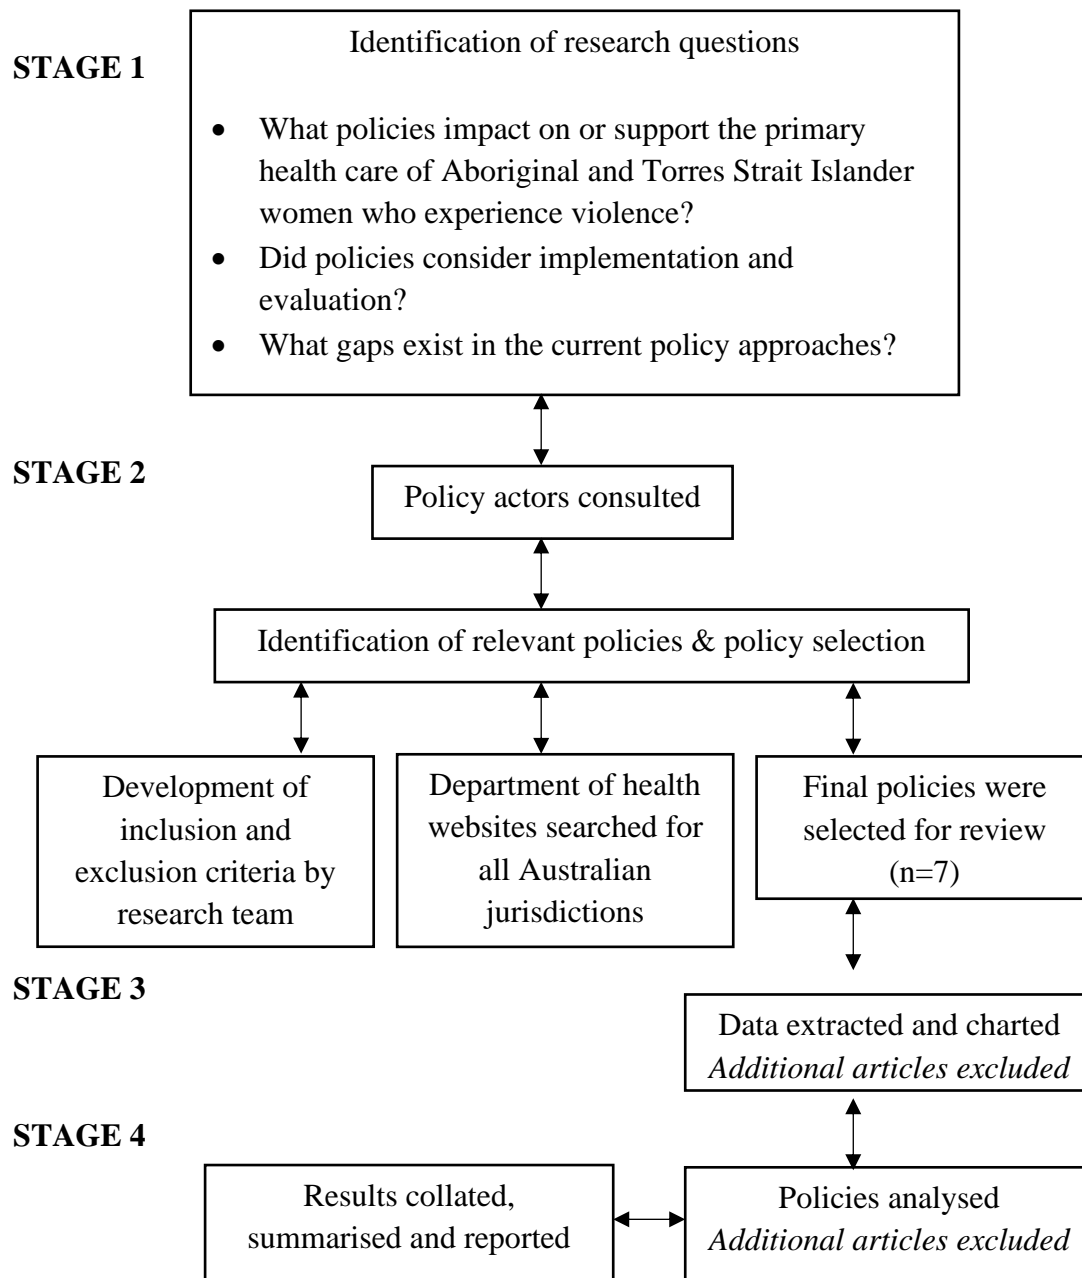 STAGE 1
Identification of research questions
• What policies impact on or support the primary
health care of Aboriginal and Torres Strait Islander
women who experience violence?
• Did policies consider implementation and
evaluation?
• What gaps exist in the current policy approaches?
STAGE 2
Policy actors consulted
Identification of relevant policies & policy selection
Development of
inclusion and
exclusion criteria by
research team
Department of health
websites searched for
all Australian
jurisdictions
Final policies were
selected for review
(n=7)
STAGE 3
Data extracted and charted
Additional articles excluded
STAGE 4
Results collated,
summarised and reported
Policies analysed
Additional articles excluded